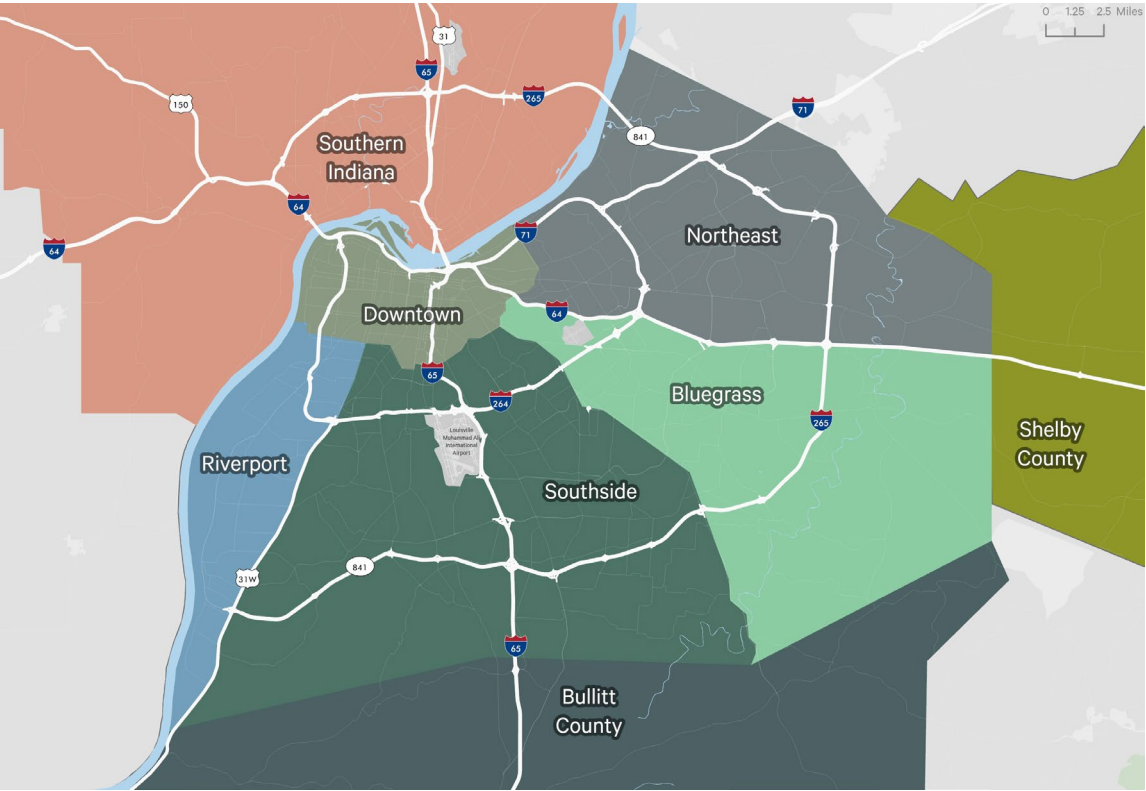 0 1.25 2.5 Miles
31
65
71
150
265
841
Southern
Indiana
64
71
Northeast
64
64
Downtown
65
264
Bluegrass
265
Louisville
Mohammed Ali
International
Airport
Shelby
County
Riverport
Southside
841
31W
65
Bullitt
County